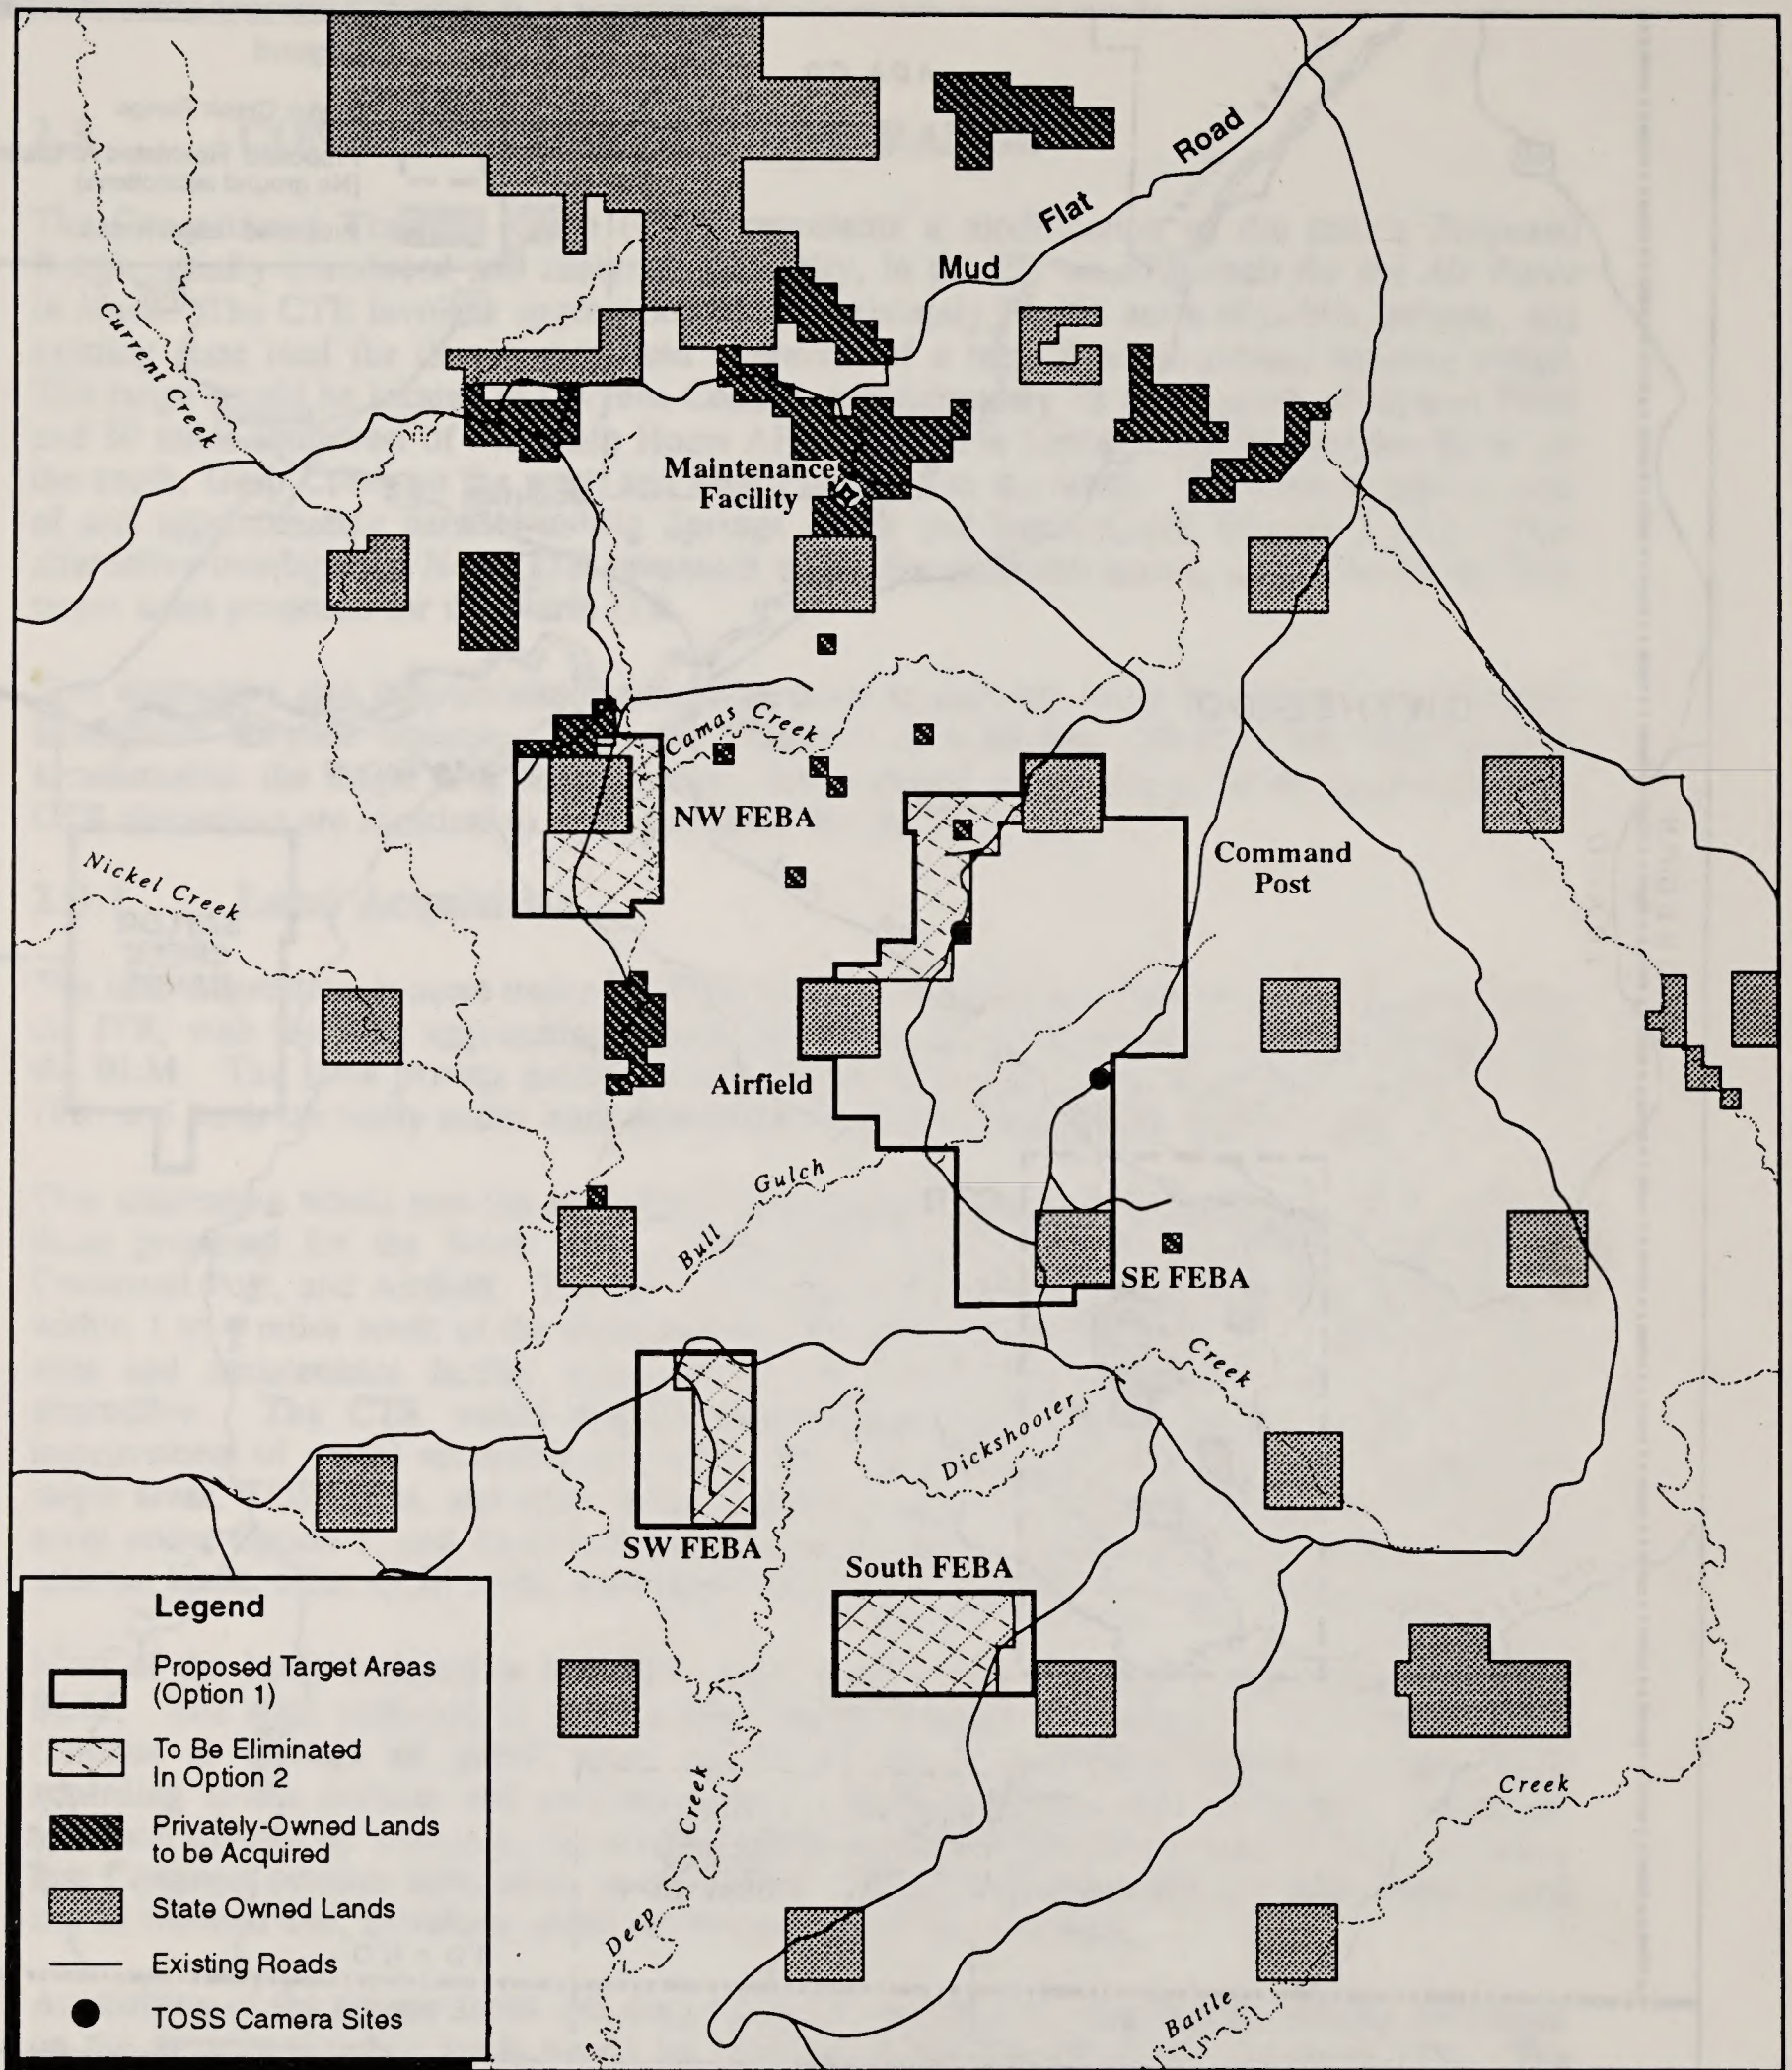 Road
Flat
Mud
Current Creek
Maintenance
Facility
Camas Creek
NW FEBA
Command
Post
Nickel Creek
Airfield
Bull Gulch
SE FEBA
Dickshooter Creek
SW FEBA
South FEBA
Deep Creek
Battle Creek
Legend
Proposed Target Areas
(Option 1)
To Be Eliminated
In Option 2
Privately-Owned Lands
to be Acquired
State Owned Lands
Existing Roads
TOSS Camera Sites